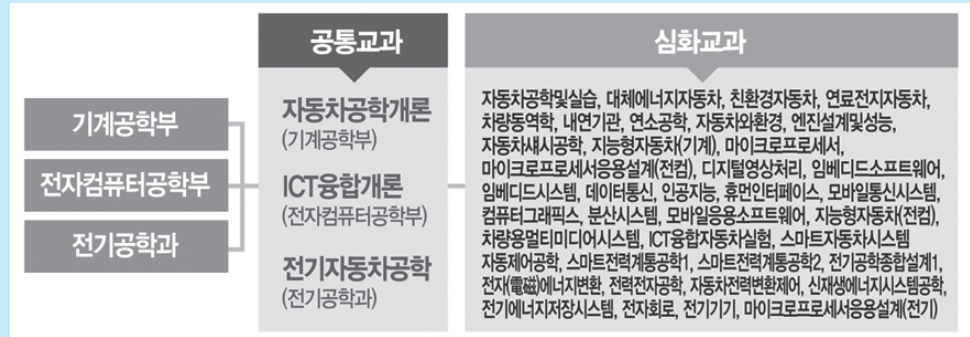 공통교과
심화교과
기계공학부
전자컴퓨터공학부
전기공학과
자동차공학개론
(기계공학부)
ICT융합개론
(전자컴퓨터공학부)
전기자동차공학
(전기공학과)
자동차공학및실습, 대체에너지자동차, 친환경자동차, 연료전지자동차,
차량동역학, 내연기관, 연소공학, 자동차와환경, 엔진설계및성능,
자동차섀시공학, 지능형자동차(기계), 마이크로프로세서,
마이크로프로세서응용설계(전컴), 디지털영상처리, 임베디드소프트웨어,
임베디드시스템, 데이터통신, 인공지능, 휴먼인터페이스, 모바일통신시스템,
컴퓨터그래픽스, 분산시스템, 모바일응용소프트웨어, 지능형자동차(전컴),
차량용멀티미디어시스템, ICT융합자동차실험, 스마트자동차시스템
자동제어공학, 스마트전력계통공학1, 스마트전력계통공학2, 전기공학종합설계1,
전자(電磁)에너지변환, 전력전자공학, 자동차전력변환제어, 신재생에너지시스템공학,
전기에너지저장시스템, 전자회로, 전기기기, 마이크로프로세서응용설계(전기)